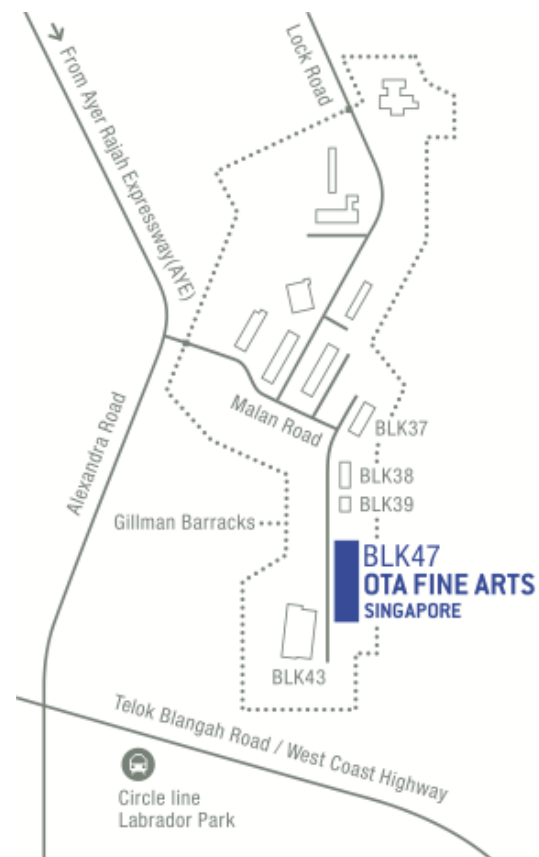 Lock Road
From Ayer Rajah Expressway(AYE)
Malan Road
BLK37
Alexandra Road
BLK38
BLK39
Gillman Barracks
BLK47
OTA FINE ARTS
SINGAPORE
BLK43
Telok Blangah Road / West Coast Highway
Circle line
Labrador Park